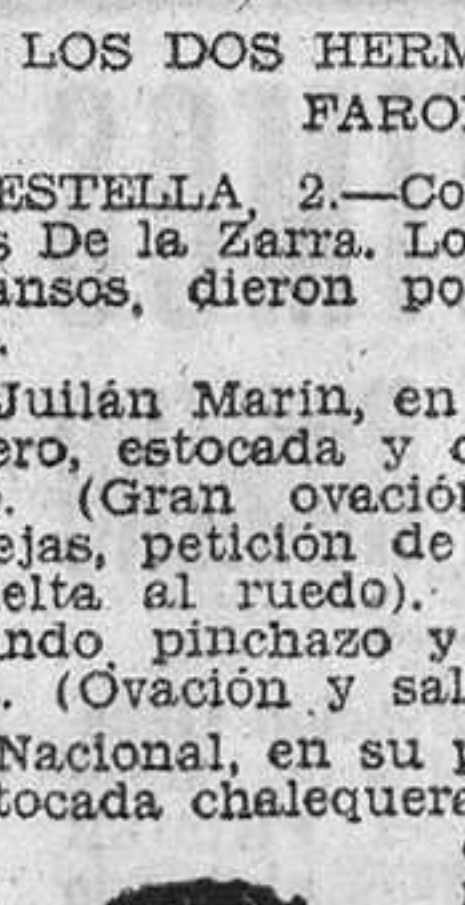 LOS DOS HERM
FARO
ESTELLA, 2.—Co
s De la Zarra. Lo
ansos, dieron po
.
Juilán Marín, en
ero, estocada y
. (Gran ovación
ejas, petición de
elta al ruedo).
ndo, pinchazo y
. (Ovación y sal
Nacional, en su p
tocada chalequera